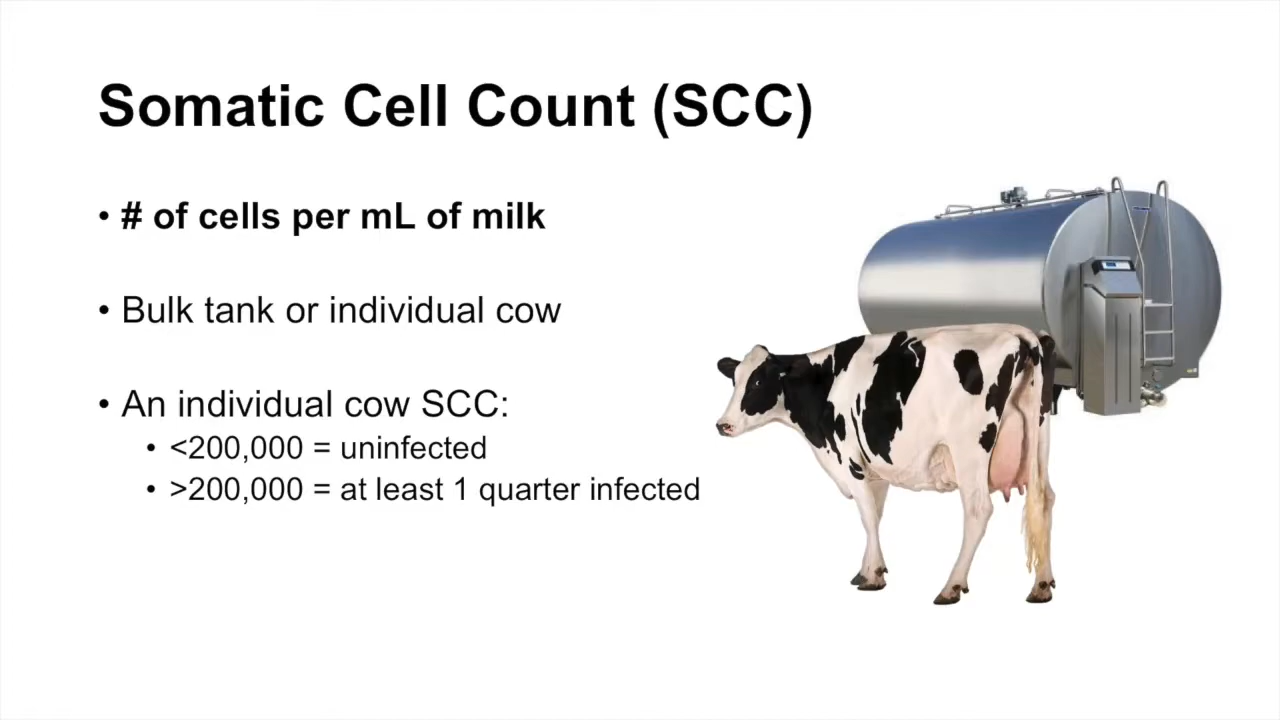 Somatic Cell Count (SCC)
• # of cells per mL of milk
• Bulk tank or individual cow
• An individual cow SCC:
• <200,000 = uninfected
• >200,000 = at least 1 quarter infected